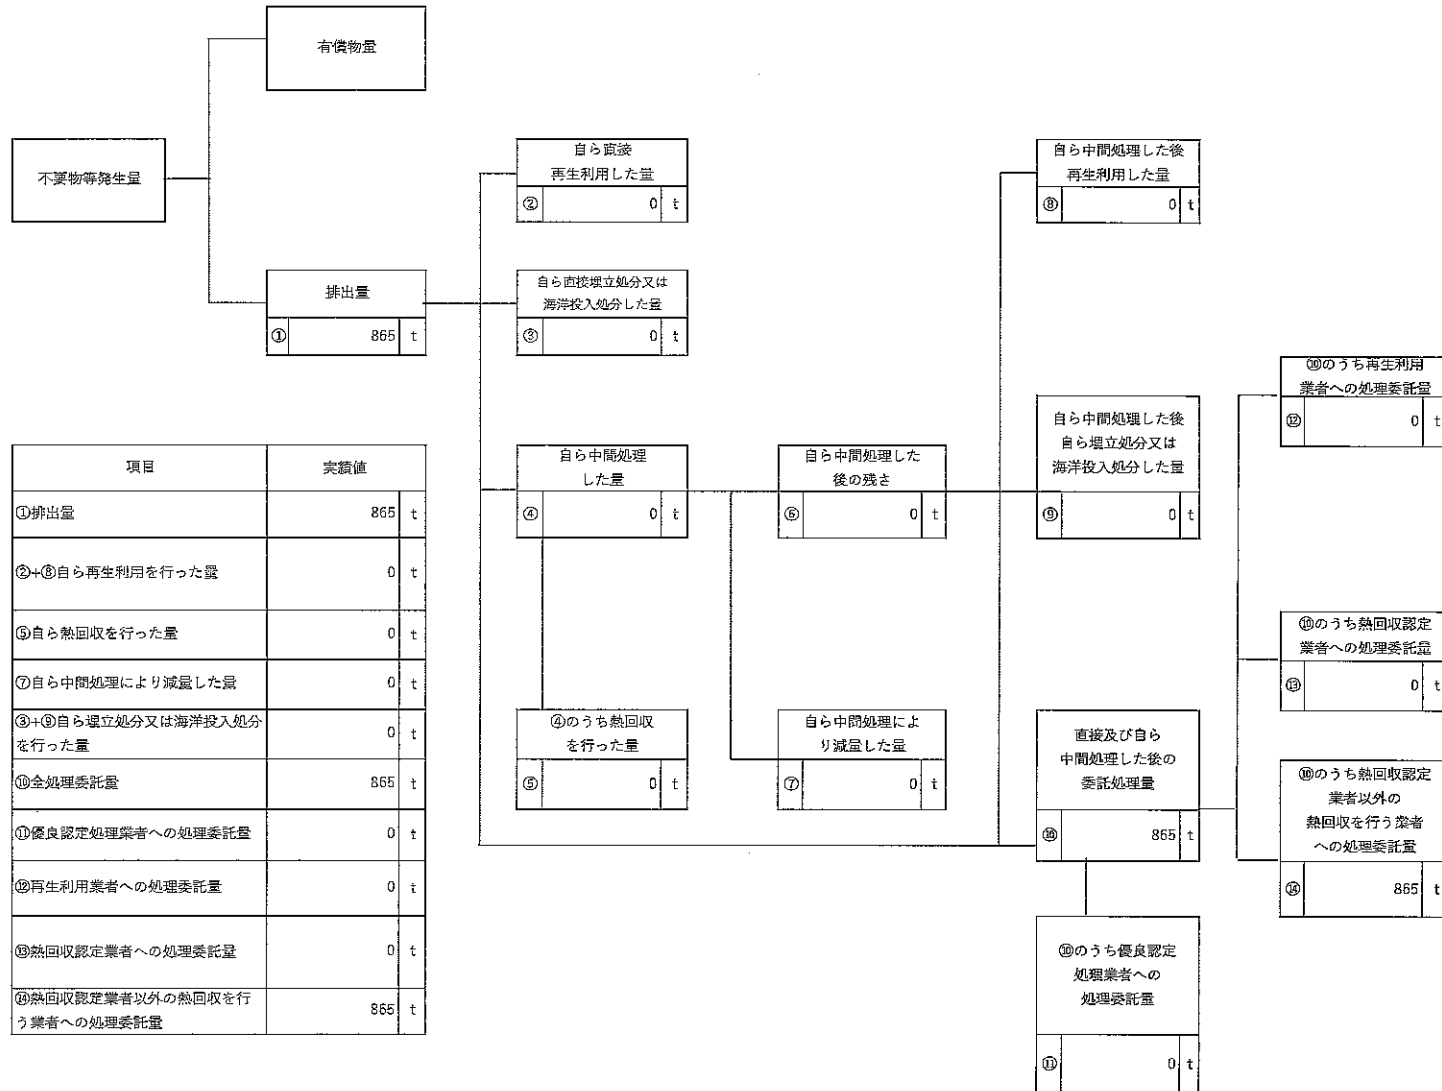 有償物量
不要物等発生量
排出量
① 865 t
自ら直接
再生利用した量
② 0 t
自ら直接埋立処分又は
海洋投入処分した量
③ 0 t
自ら中間処理
した量
④ 0 t
④のうち熱回収
を行った量
⑤ 0 t
自ら中間処理した
後の残さ
⑥ 0 t
自ら中間処理によ
り減量した量
⑦ 0 t
自ら中間処理した後
再生利用した量
⑧ 0 t
自ら中間処理した後
自ら埋立処分又は
海洋投入処分した量
⑨ 0 t
直接及び自ら
中間処理した後の
委託処理量
⑩ 865 t
⑩のうち優良認定
処理業者への
処理委託量
⑪ 0 t
⑩のうち再生利用
業者への処理委託量
⑫ 0 t
⑩のうち熱回収認定
業者への処理委託量
⑬ 0 t
⑩のうち熱回収認定
業者以外の
熱回収を行う業者
への処理委託量
⑭ 865 t
項目 実績値
①排出量 865 t
②+⑧自ら再生利用を行った量 0 t
⑤自ら熱回収を行った量 0 t
⑦自ら中間処理により減量した量 0 t
③+⑨自ら埋立処分又は海洋投入処分
を行った量 0 t
⑩全処理委託量 865 t
⑪優良認定処理業者への処理委託量 0 t
⑫再生利用業者への処理委託量 0 t
⑬熱回収認定業者への処理委託量 0 t
⑭熱回収認定業者以外の熱回収を行
う業者への処理委託量 865 t